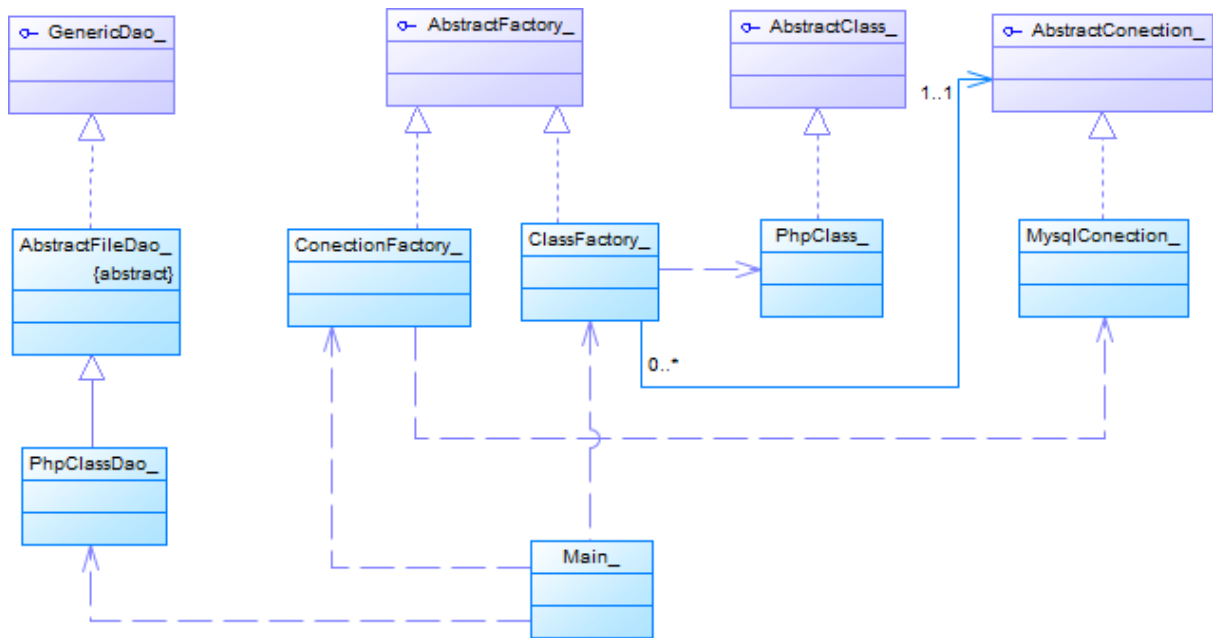 GenericDao_
AbstractFactory_
AbstractClass_
AbstractConection_
1..1
AbstractFileDao_
{abstract}
ConectionFactory_
ClassFactory_
PhpClass_
MysqlConection_
0..*
PhpClassDao_
Main_